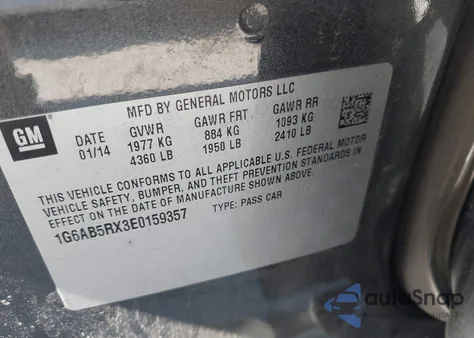 MFD BY GENERAL MOTORS LLC
GM
DATE GVWR GAWR FRT GAWR RR
01/14 1977 KG 884 KG 1093 KG
4360 LB 1950 LB 2410 LB
THIS VEHICLE CONFORMS TO ALL APPLICABLE U.S. FEDERAL MOTOR
VEHICLE SAFETY, BUMPER, AND THEFT PREVENTION STANDARDS IN
EFFECT ON THE DATE OF MANUFACTURE SHOWN ABOVE.
1G6AB5RX3E0159357 TYPE: PASS CAR
autoSnap